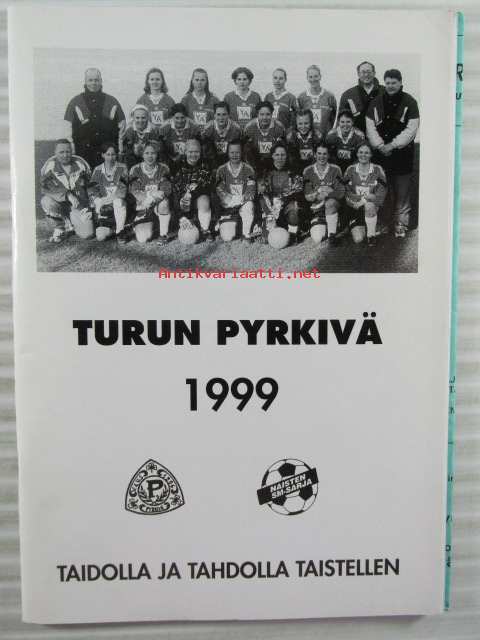 Antikvariaatti.net
TURUN PYRKIVÄ
1999
P
NAISTEN
SM-SARJA
TAIDOLLA JA TAHDOLLA TAISTELLEN